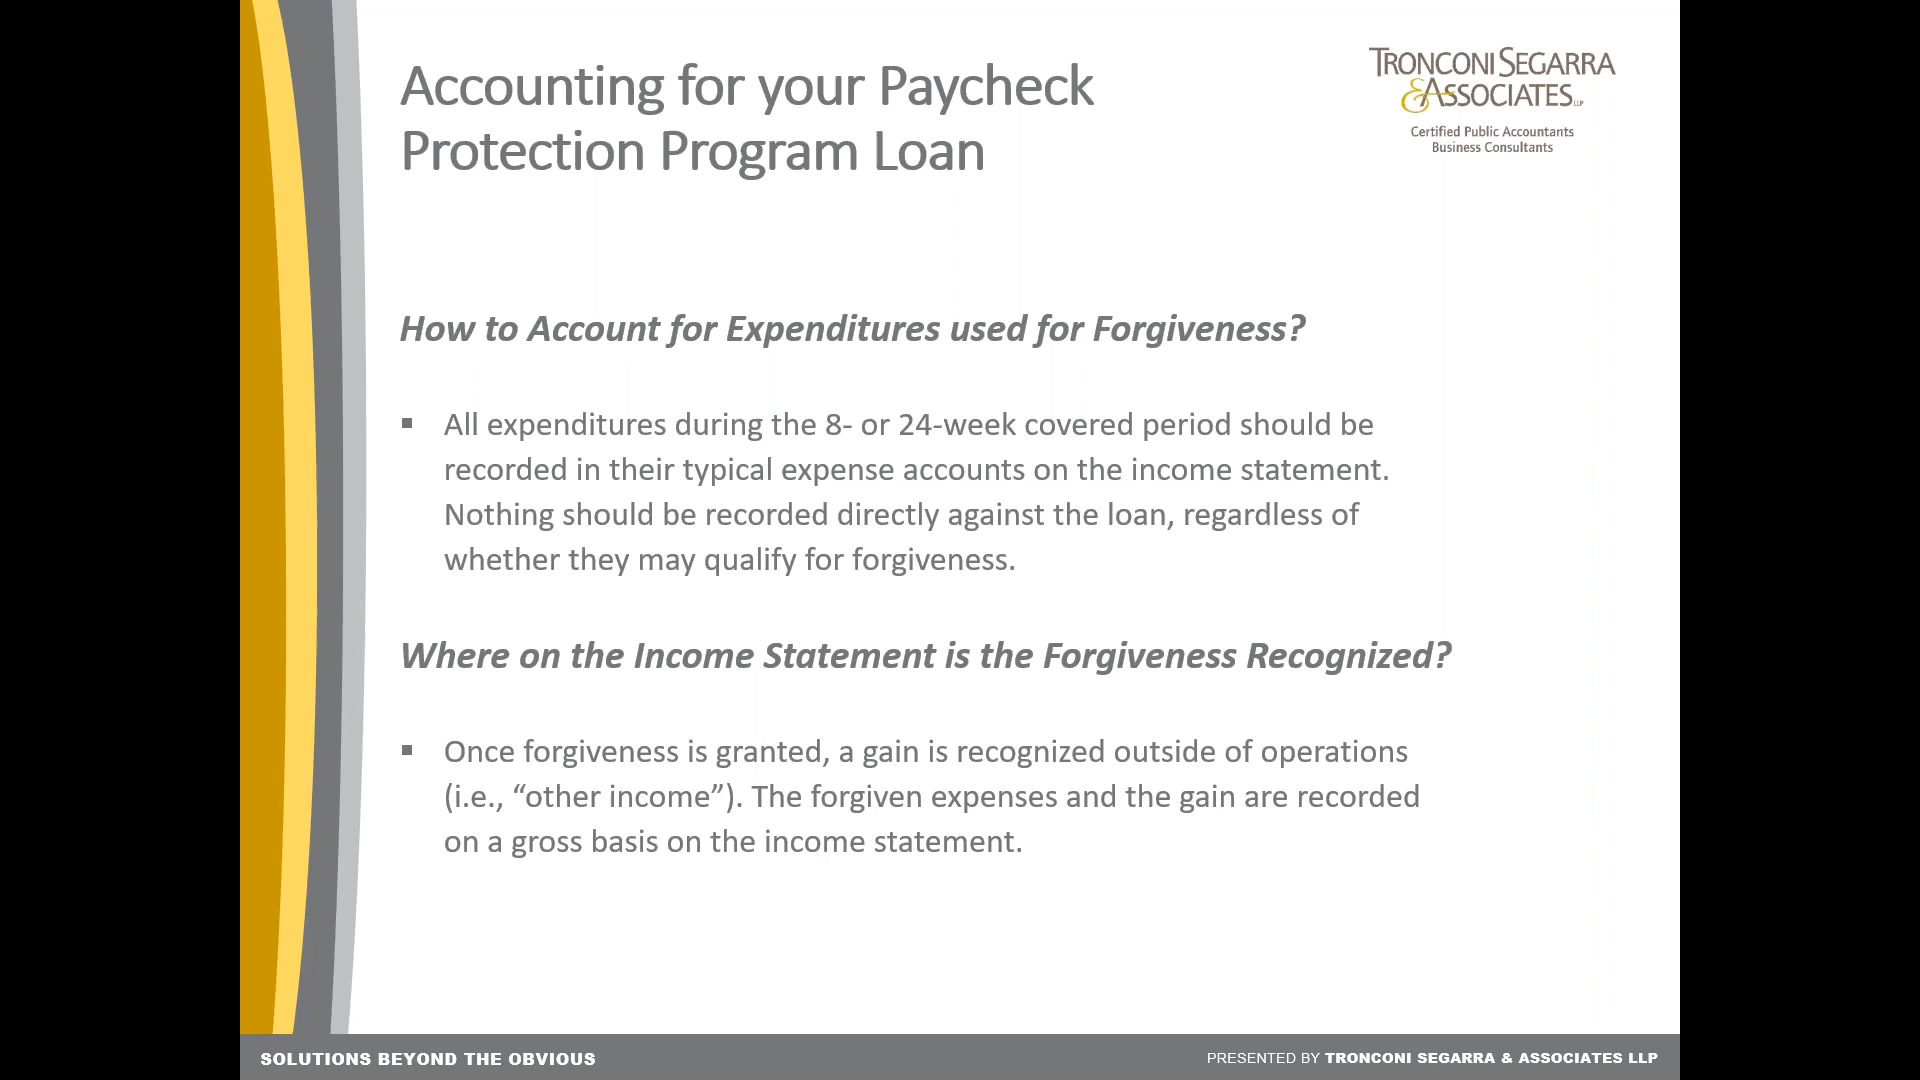 Accounting for your Paycheck
Protection Program Loan
TRONCONI SEGARRA
& ASSOCIATES LLP
Certified Public Accountants
Business Consultants
How to Account for Expenditures used for Forgiveness?
▪ All expenditures during the 8- or 24-week covered period should be
recorded in their typical expense accounts on the income statement.
Nothing should be recorded directly against the loan, regardless of
whether they may qualify for forgiveness.
Where on the Income Statement is the Forgiveness Recognized?
▪ Once forgiveness is granted, a gain is recognized outside of operations
(i.e., “other income”). The forgiven expenses and the gain are recorded
on a gross basis on the income statement.
SOLUTIONS BEYOND THE OBVIOUS
PRESENTED BY TRONCONI SEGARRA & ASSOCIATES LLP